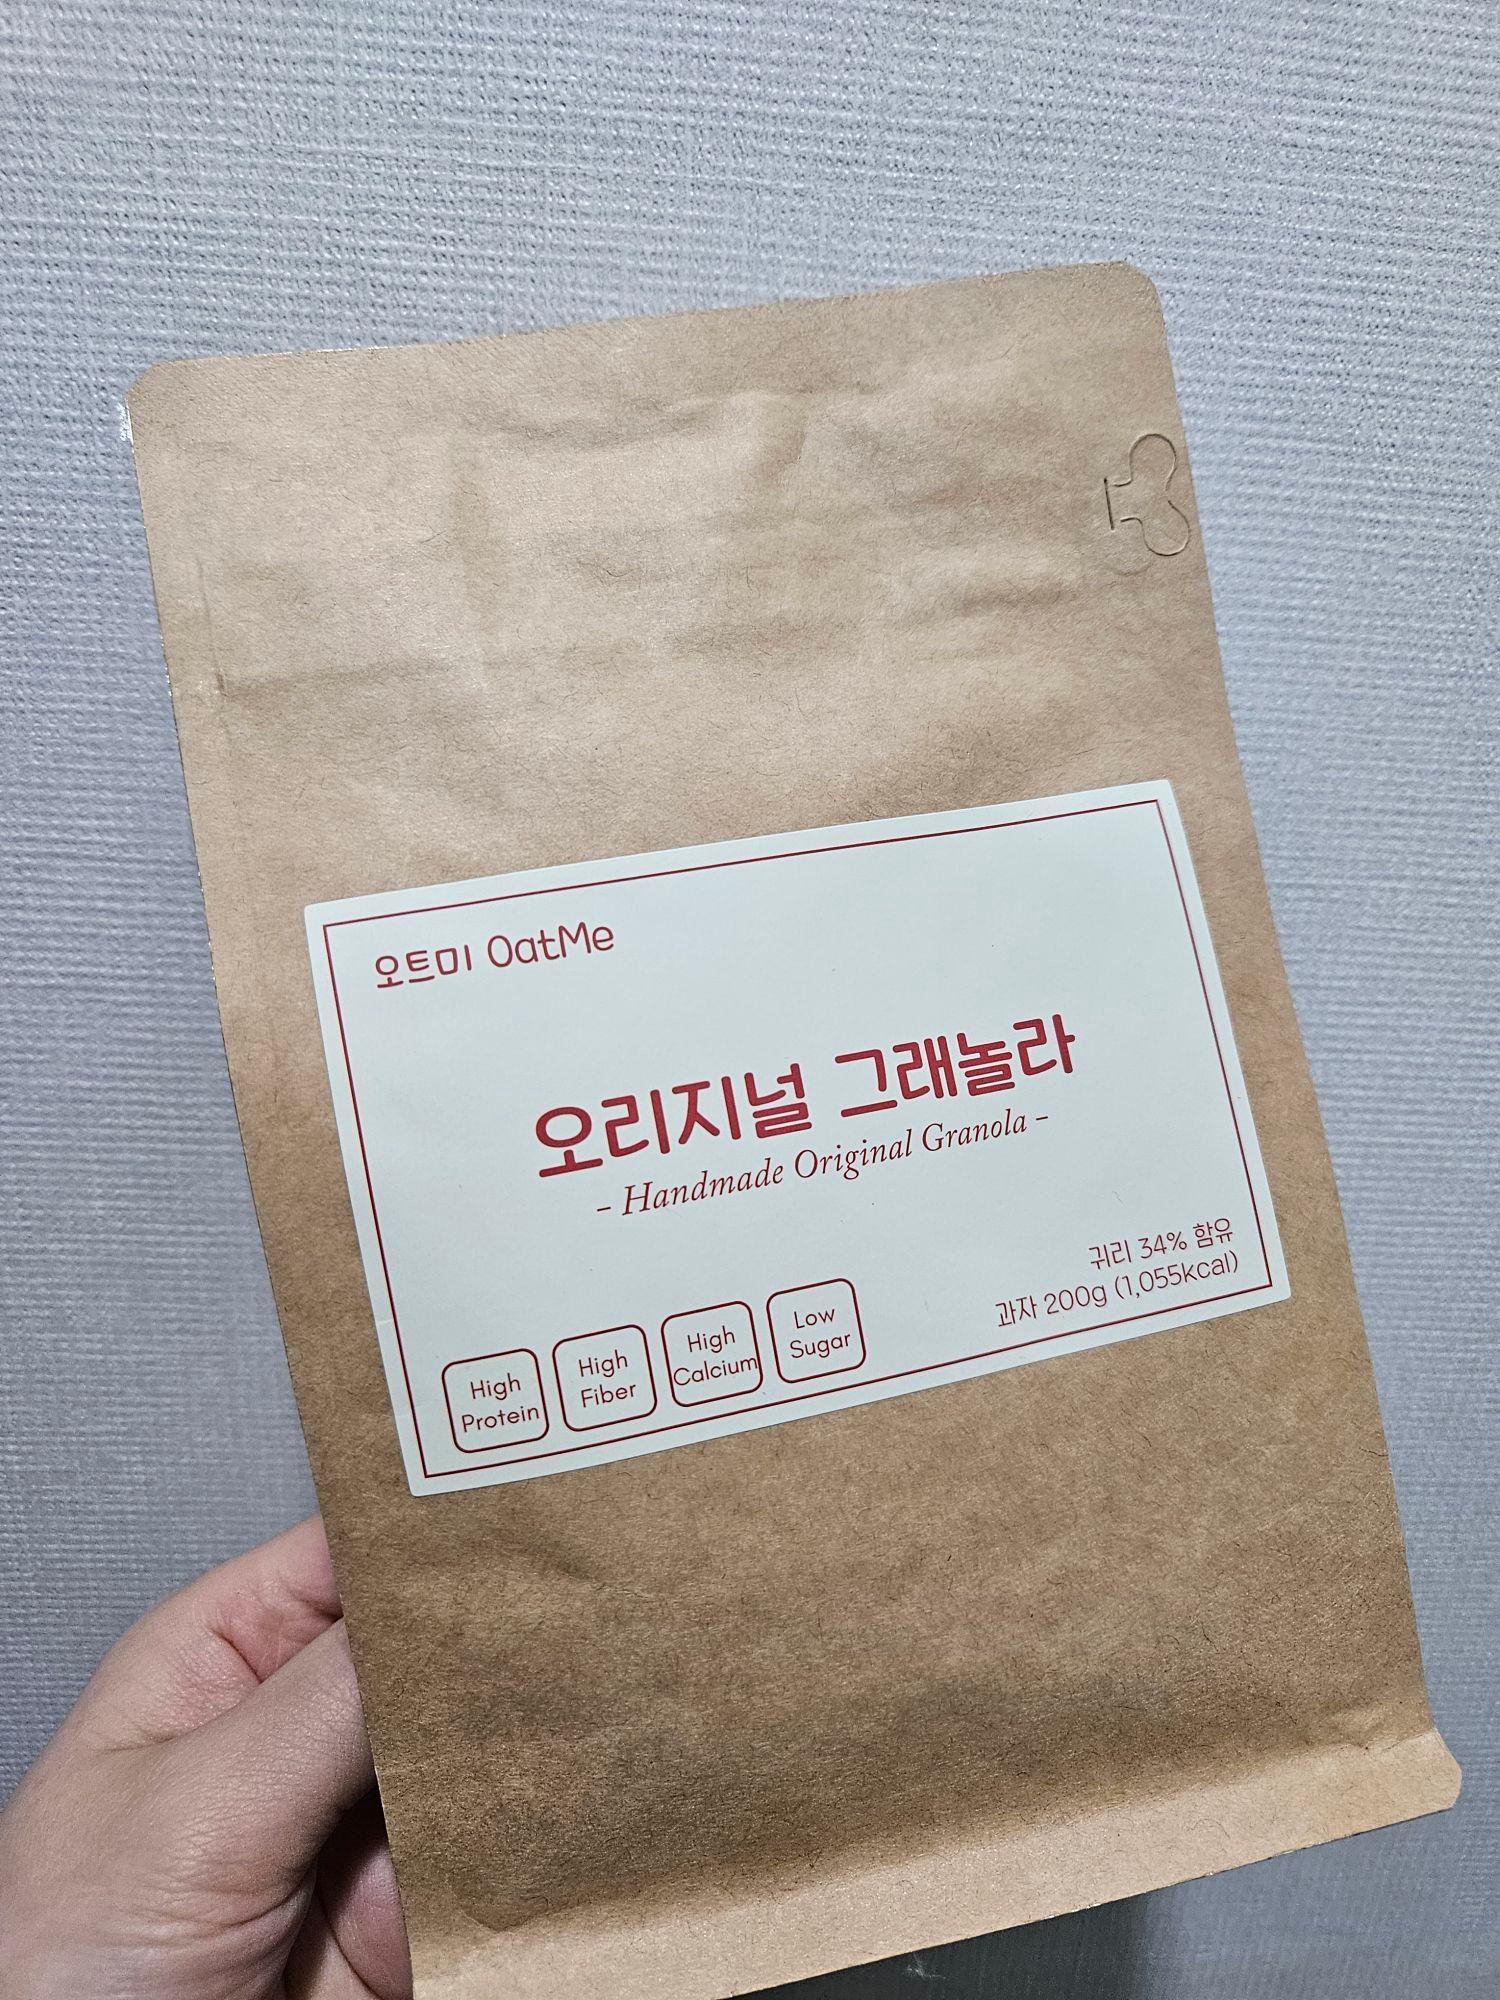 오트미 OatMe
오리지널 그래놀라
- Handmade Original Granola -
귀리 34% 함유
과자 200g (1,055kcal)
High
Protein
High
Fiber
High
Calcium
Low
Sugar